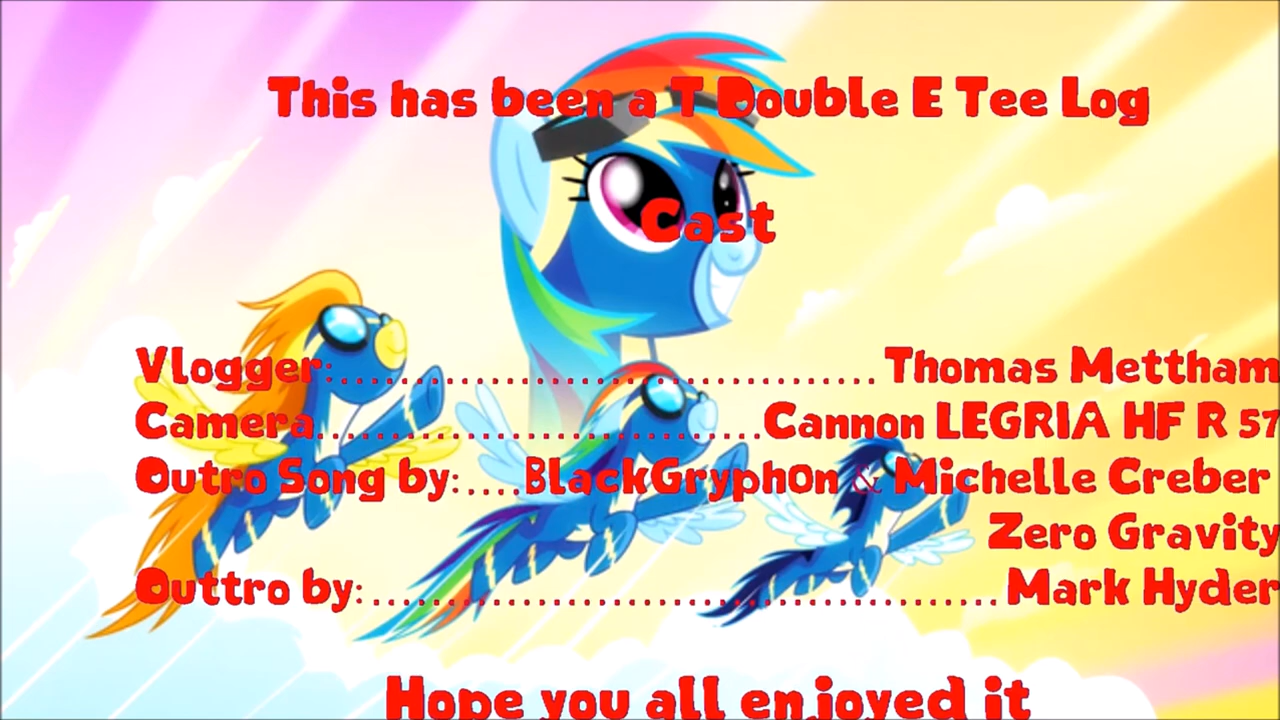 This has been a T Double E Tee Log
Cast
Vlogger:................................Thomas Mettham
Camera...........................Cannon LEGRIA HF R 57
Outro Song by:....BlackGryph0n & Michelle Creber
Zero Gravity
Outtro by:......................................Mark Hyder
Hope you all enjoyed it